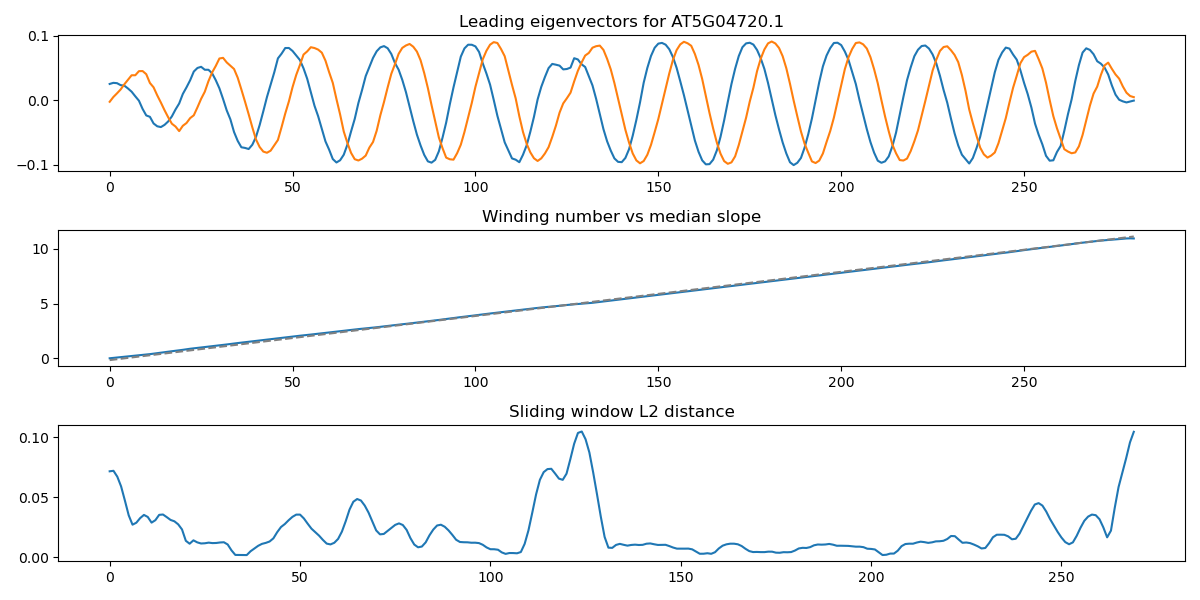 Leading eigenvectors for AT5G04720.1
0.1
0.0
−0.1
0 50 100 150 200 250
Winding number vs median slope
10
5
0
0 50 100 150 200 250
Sliding window L2 distance
0.10
0.05
0.00
0 50 100 150 200 250